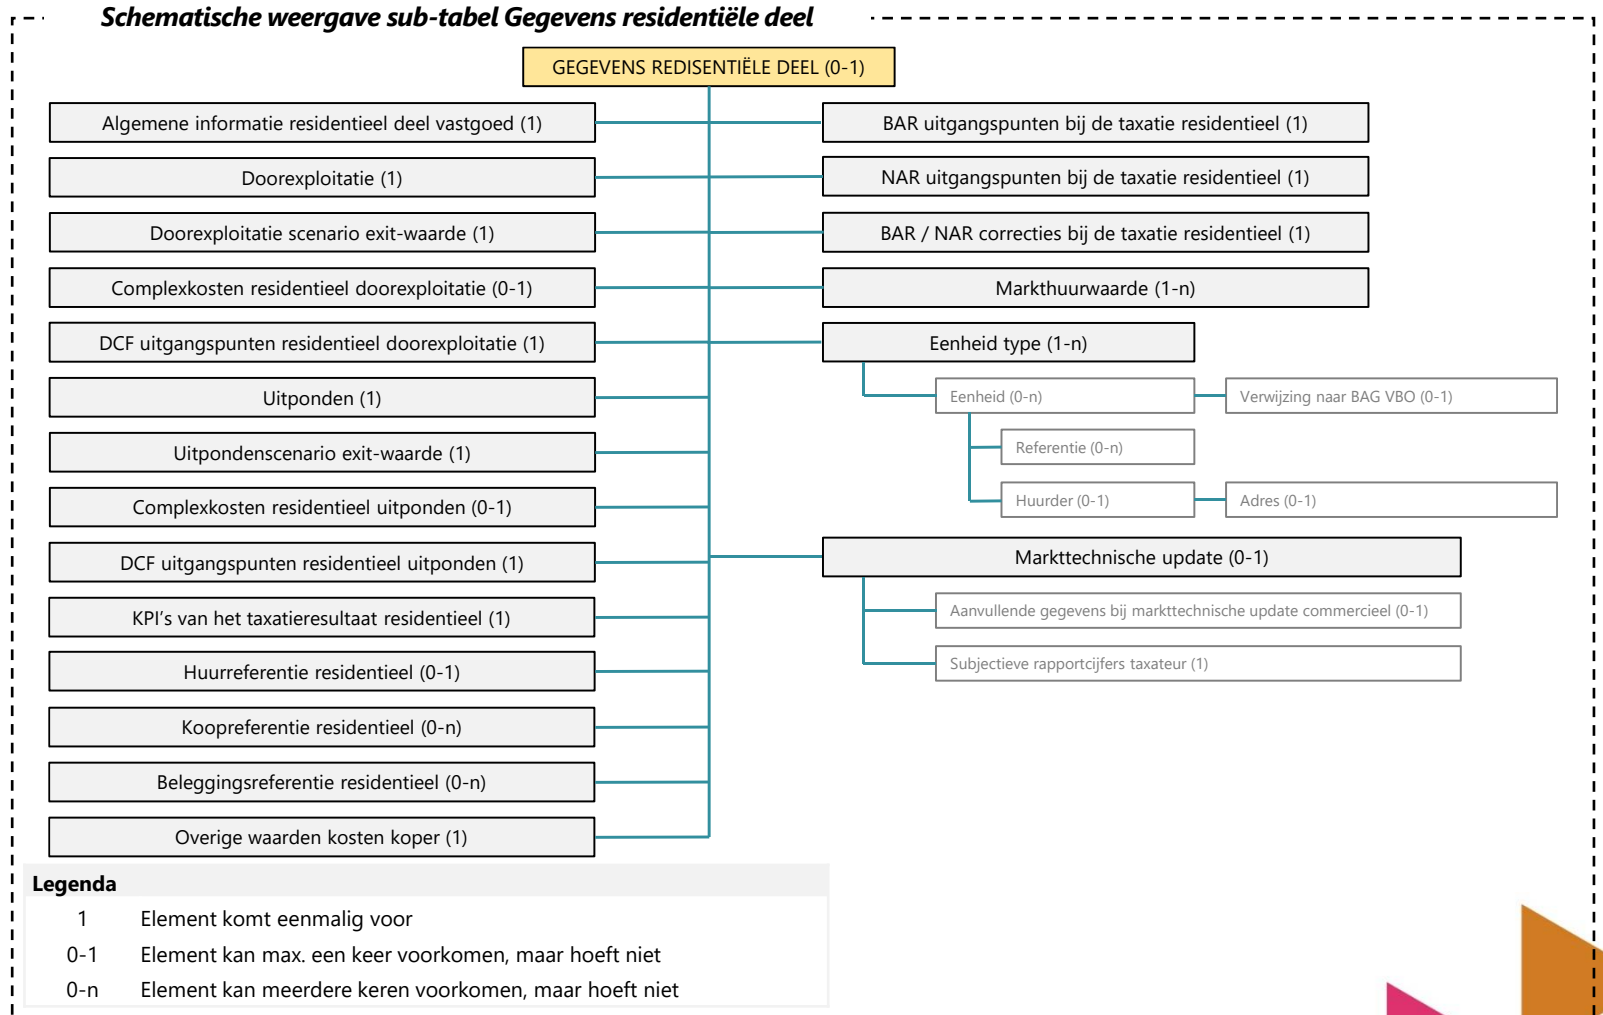 Schematische weergave sub-tabel Gegevens residentiële deel
GEGEVENS REDISENTIËLE DEEL (0-1)
Algemene informatie residentieel deel vastgoed (1)
Doorexploitatie (1)
Doorexploitatie scenario exit-waarde (1)
Complexkosten residentieel doorexploitatie (0-1)
DCF uitgangspunten residentieel doorexploitatie (1)
Uitponden (1)
Uitpondenscenario exit-waarde (1)
Complexkosten residentieel uitponden (0-1)
DCF uitgangspunten residentieel uitponden (1)
KPI's van het taxatieresultaat residentieel (1)
Huurreferentie residentieel (0-1)
Koopreferentie residentieel (0-n)
Beleggingsreferentie residentieel (0-n)
Overige waarden kosten koper (1)
BAR uitgangspunten bij de taxatie residentieel (1)
NAR uitgangspunten bij de taxatie residentieel (1)
BAR / NAR correcties bij de taxatie residentieel (1)
Markthuurwaarde (1-n)
Eenheid type (1-n)
Eenheid (0-n)
Verwijzing naar BAG VBO (0-1)
Referentie (0-n)
Huurder (0-1)
Adres (0-1)
Markttechnische update (0-1)
Aanvullende gegevens bij markttechnische update commercieel (0-1)
Subjectieve rapportcijfers taxateur (1)
Legenda
1 Element komt eenmalig voor
0-1 Element kan max. een keer voorkomen, maar hoeft niet
0-n Element kan meerdere keren voorkomen, maar hoeft niet